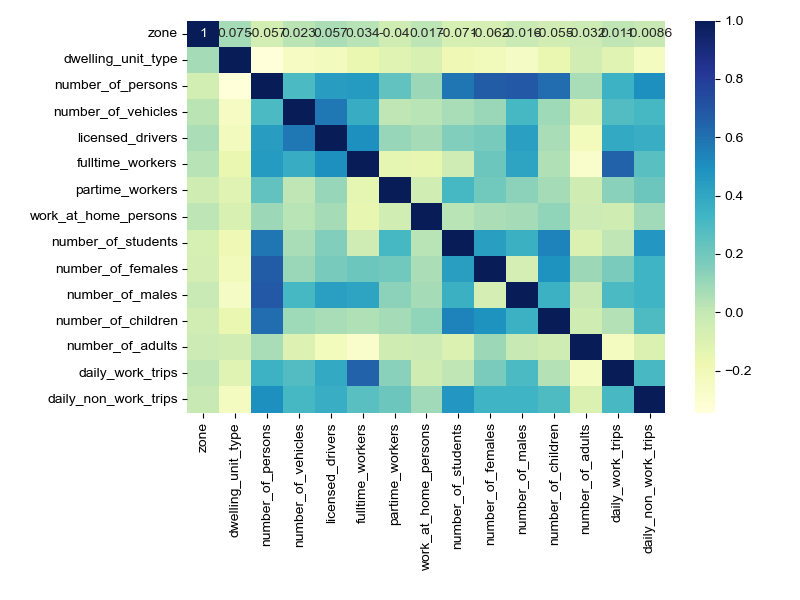 zone 1 0.075 -0.057 0.023 0.057 0.034 -0.04 0.017 -0.071 -0.062 -0.016 -0.055 -0.032 0.011 0.0086
dwelling_unit_type
number_of_persons
number_of_vehicles
licensed_drivers
fulltime_workers
partime_workers
work_at_home_persons
number_of_students
number_of_females
number_of_males
number_of_children
number_of_adults
daily_work_trips
daily_non_work_trips
zone
dwelling_unit_type
number_of_persons
number_of_vehicles
licensed_drivers
fulltime_workers
partime_workers
work_at_home_persons
number_of_students
number_of_females
number_of_males
number_of_children
number_of_adults
daily_work_trips
daily_non_work_trips
1.0
0.8
0.6
0.4
0.2
0.0
−0.2